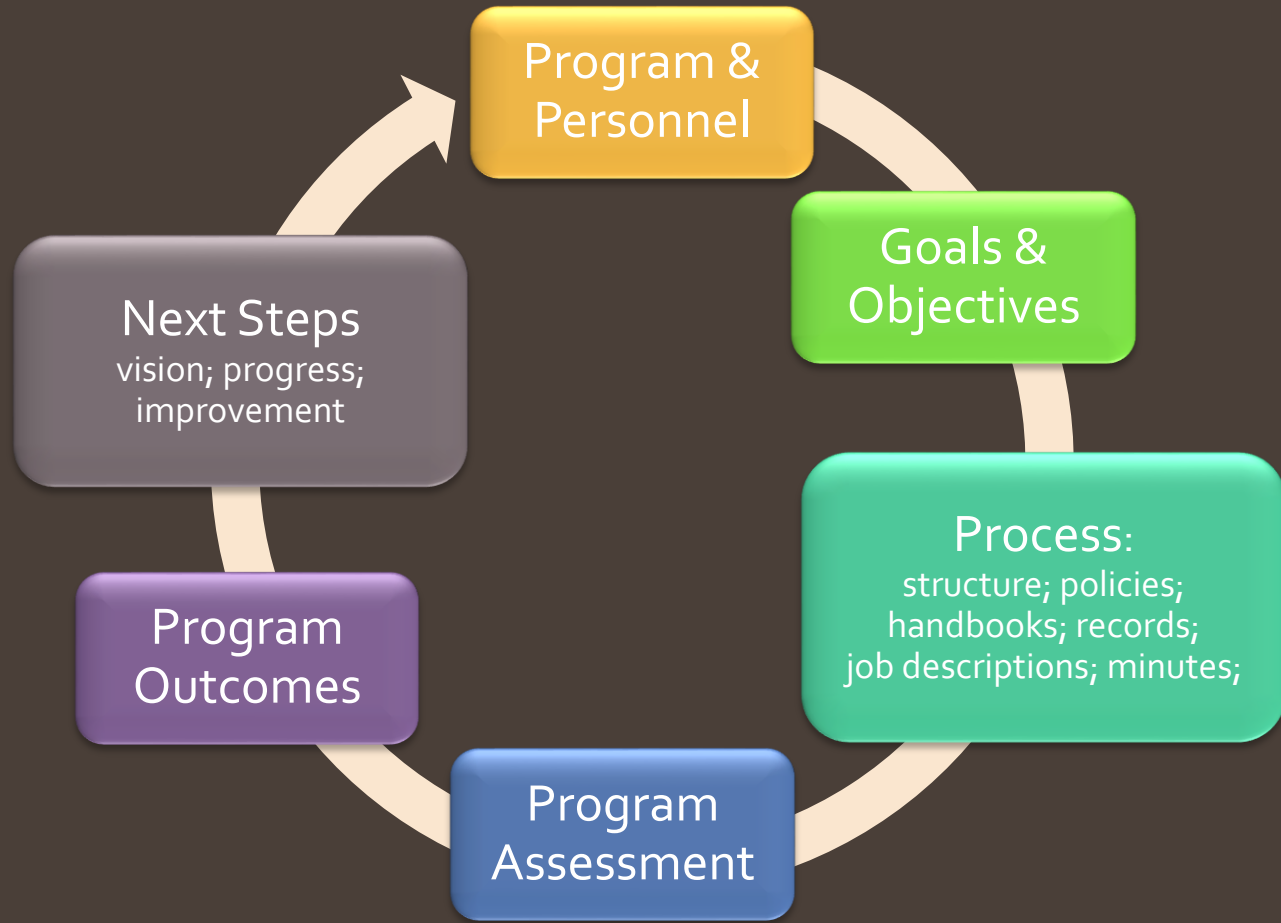 Program &
Personnel
Goals &
Objectives
Process:
structure; policies;
handbooks; records;
job descriptions; minutes;
Program
Assessment
Program
Outcomes
Next Steps
vision; progress;
improvement